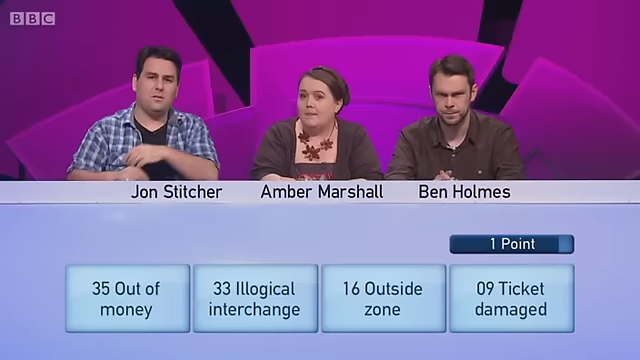 BBC
Jon Stitcher Amber Marshall Ben Holmes
1 Point
35 Out of
money
33 Illogical
interchange
16 Outside
zone
09 Ticket
damaged